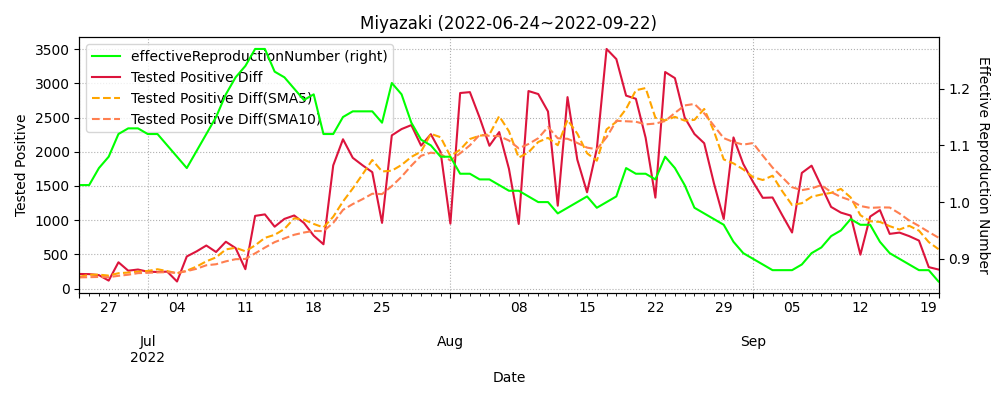 Miyazaki (2022-06-24~2022-09-22)
effectiveReproductionNumber (right)
Tested Positive Diff
Tested Positive Diff(SMA5)
Tested Positive Diff(SMA10)
Tested Positive
3500
3000
2500
2000
1500
1000
500
0
1.2
1.1
1.0
0.9
Effective Reproduction Number
27 04 11 18 25 08 15 22 29 05 12 19
Jul Aug Sep
2022
Date